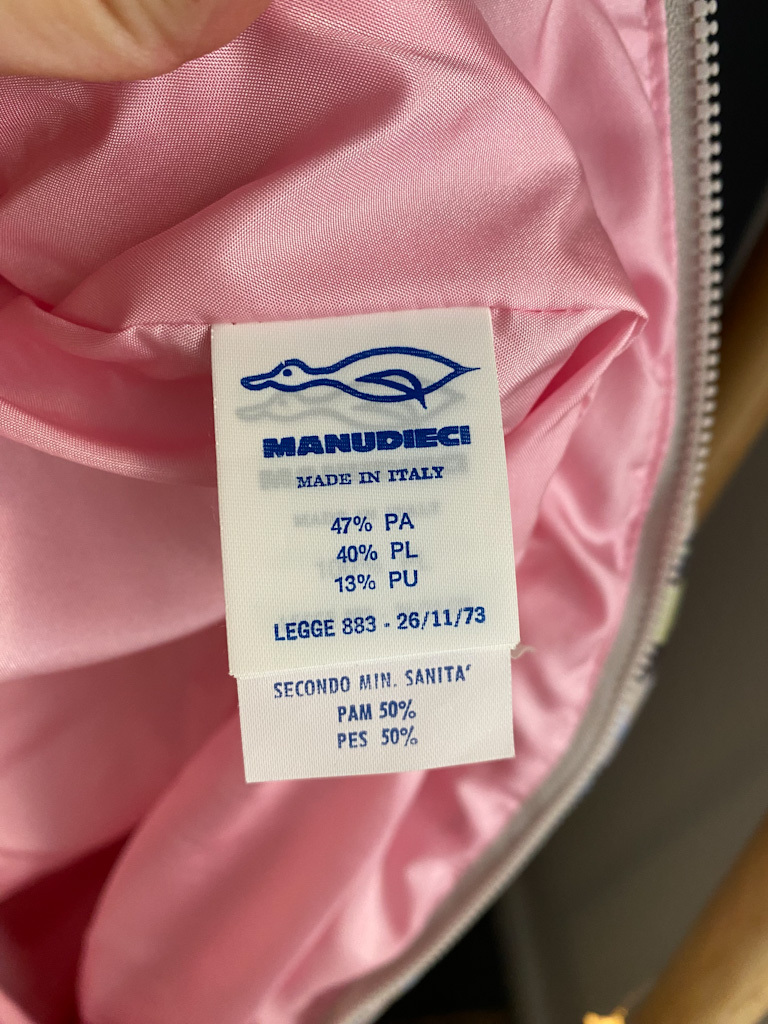 MANUDIECI
MADE IN ITALY
47% PA
40% PL
13% PU
LEGGE 883 - 26/11/73
SECONDO MIN. SANITA'
PAM 50%
PES 50%